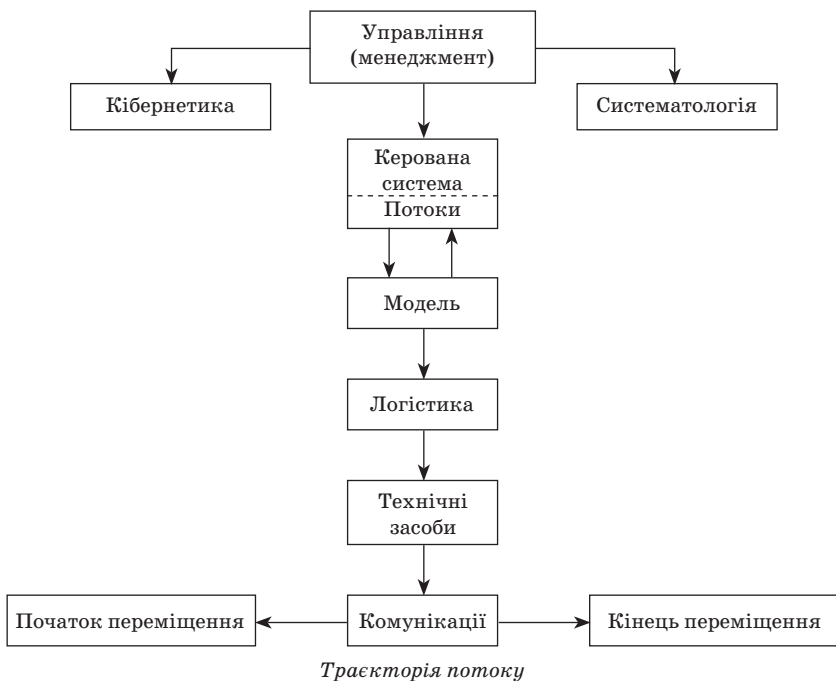 Управління
(менеджмент)
Кібернетика
Систематологія
Керована
система
Потоки
Модель
Логістика
Технічні
засоби
Початок переміщення
Комунікації
Кінець переміщення
Траєкторія потоку